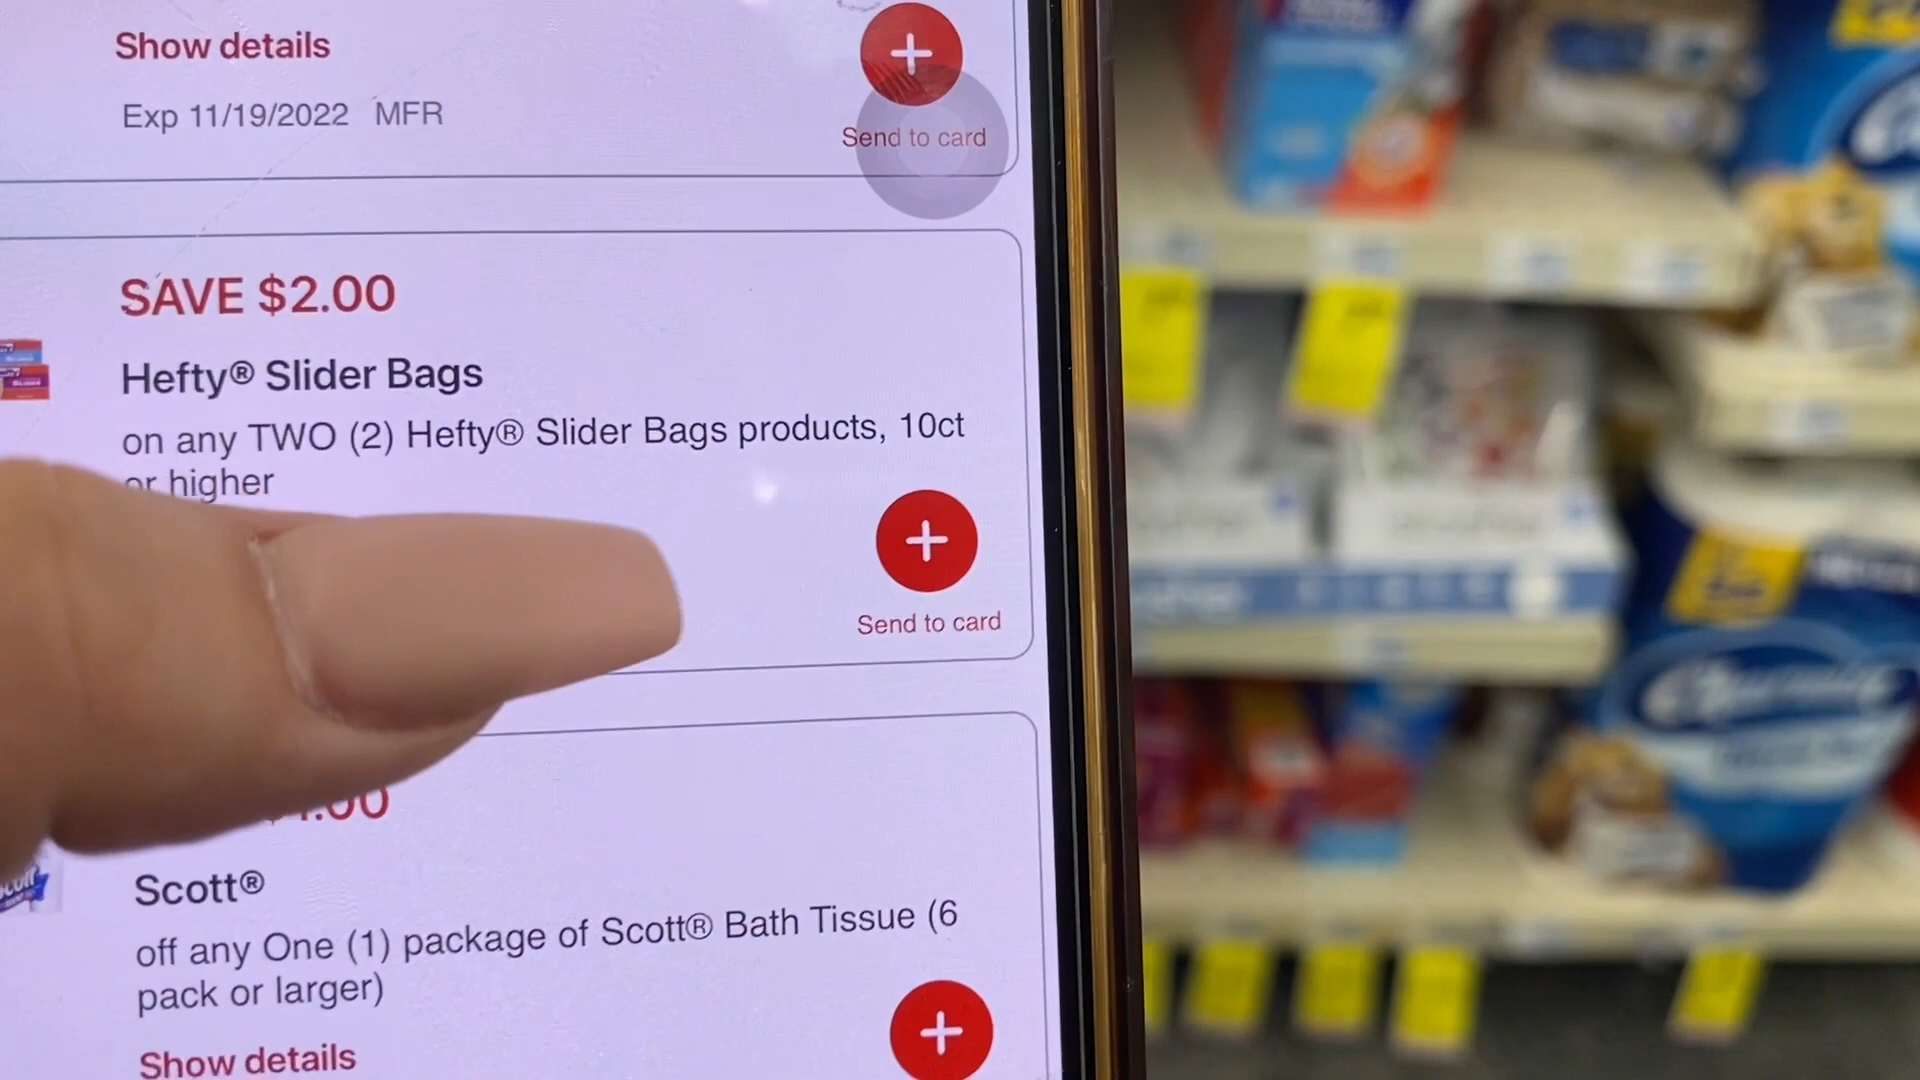 Show details
Exp 11/19/2022 MFR
Send to card
SAVE $2.00
Hefty® Slider Bags
on any TWO (2) Hefty® Slider Bags products, 10ct
or higher
Send to card
Scott®
off any One (1) package of Scott® Bath Tissue (6
pack or larger)
Show details
Charmin